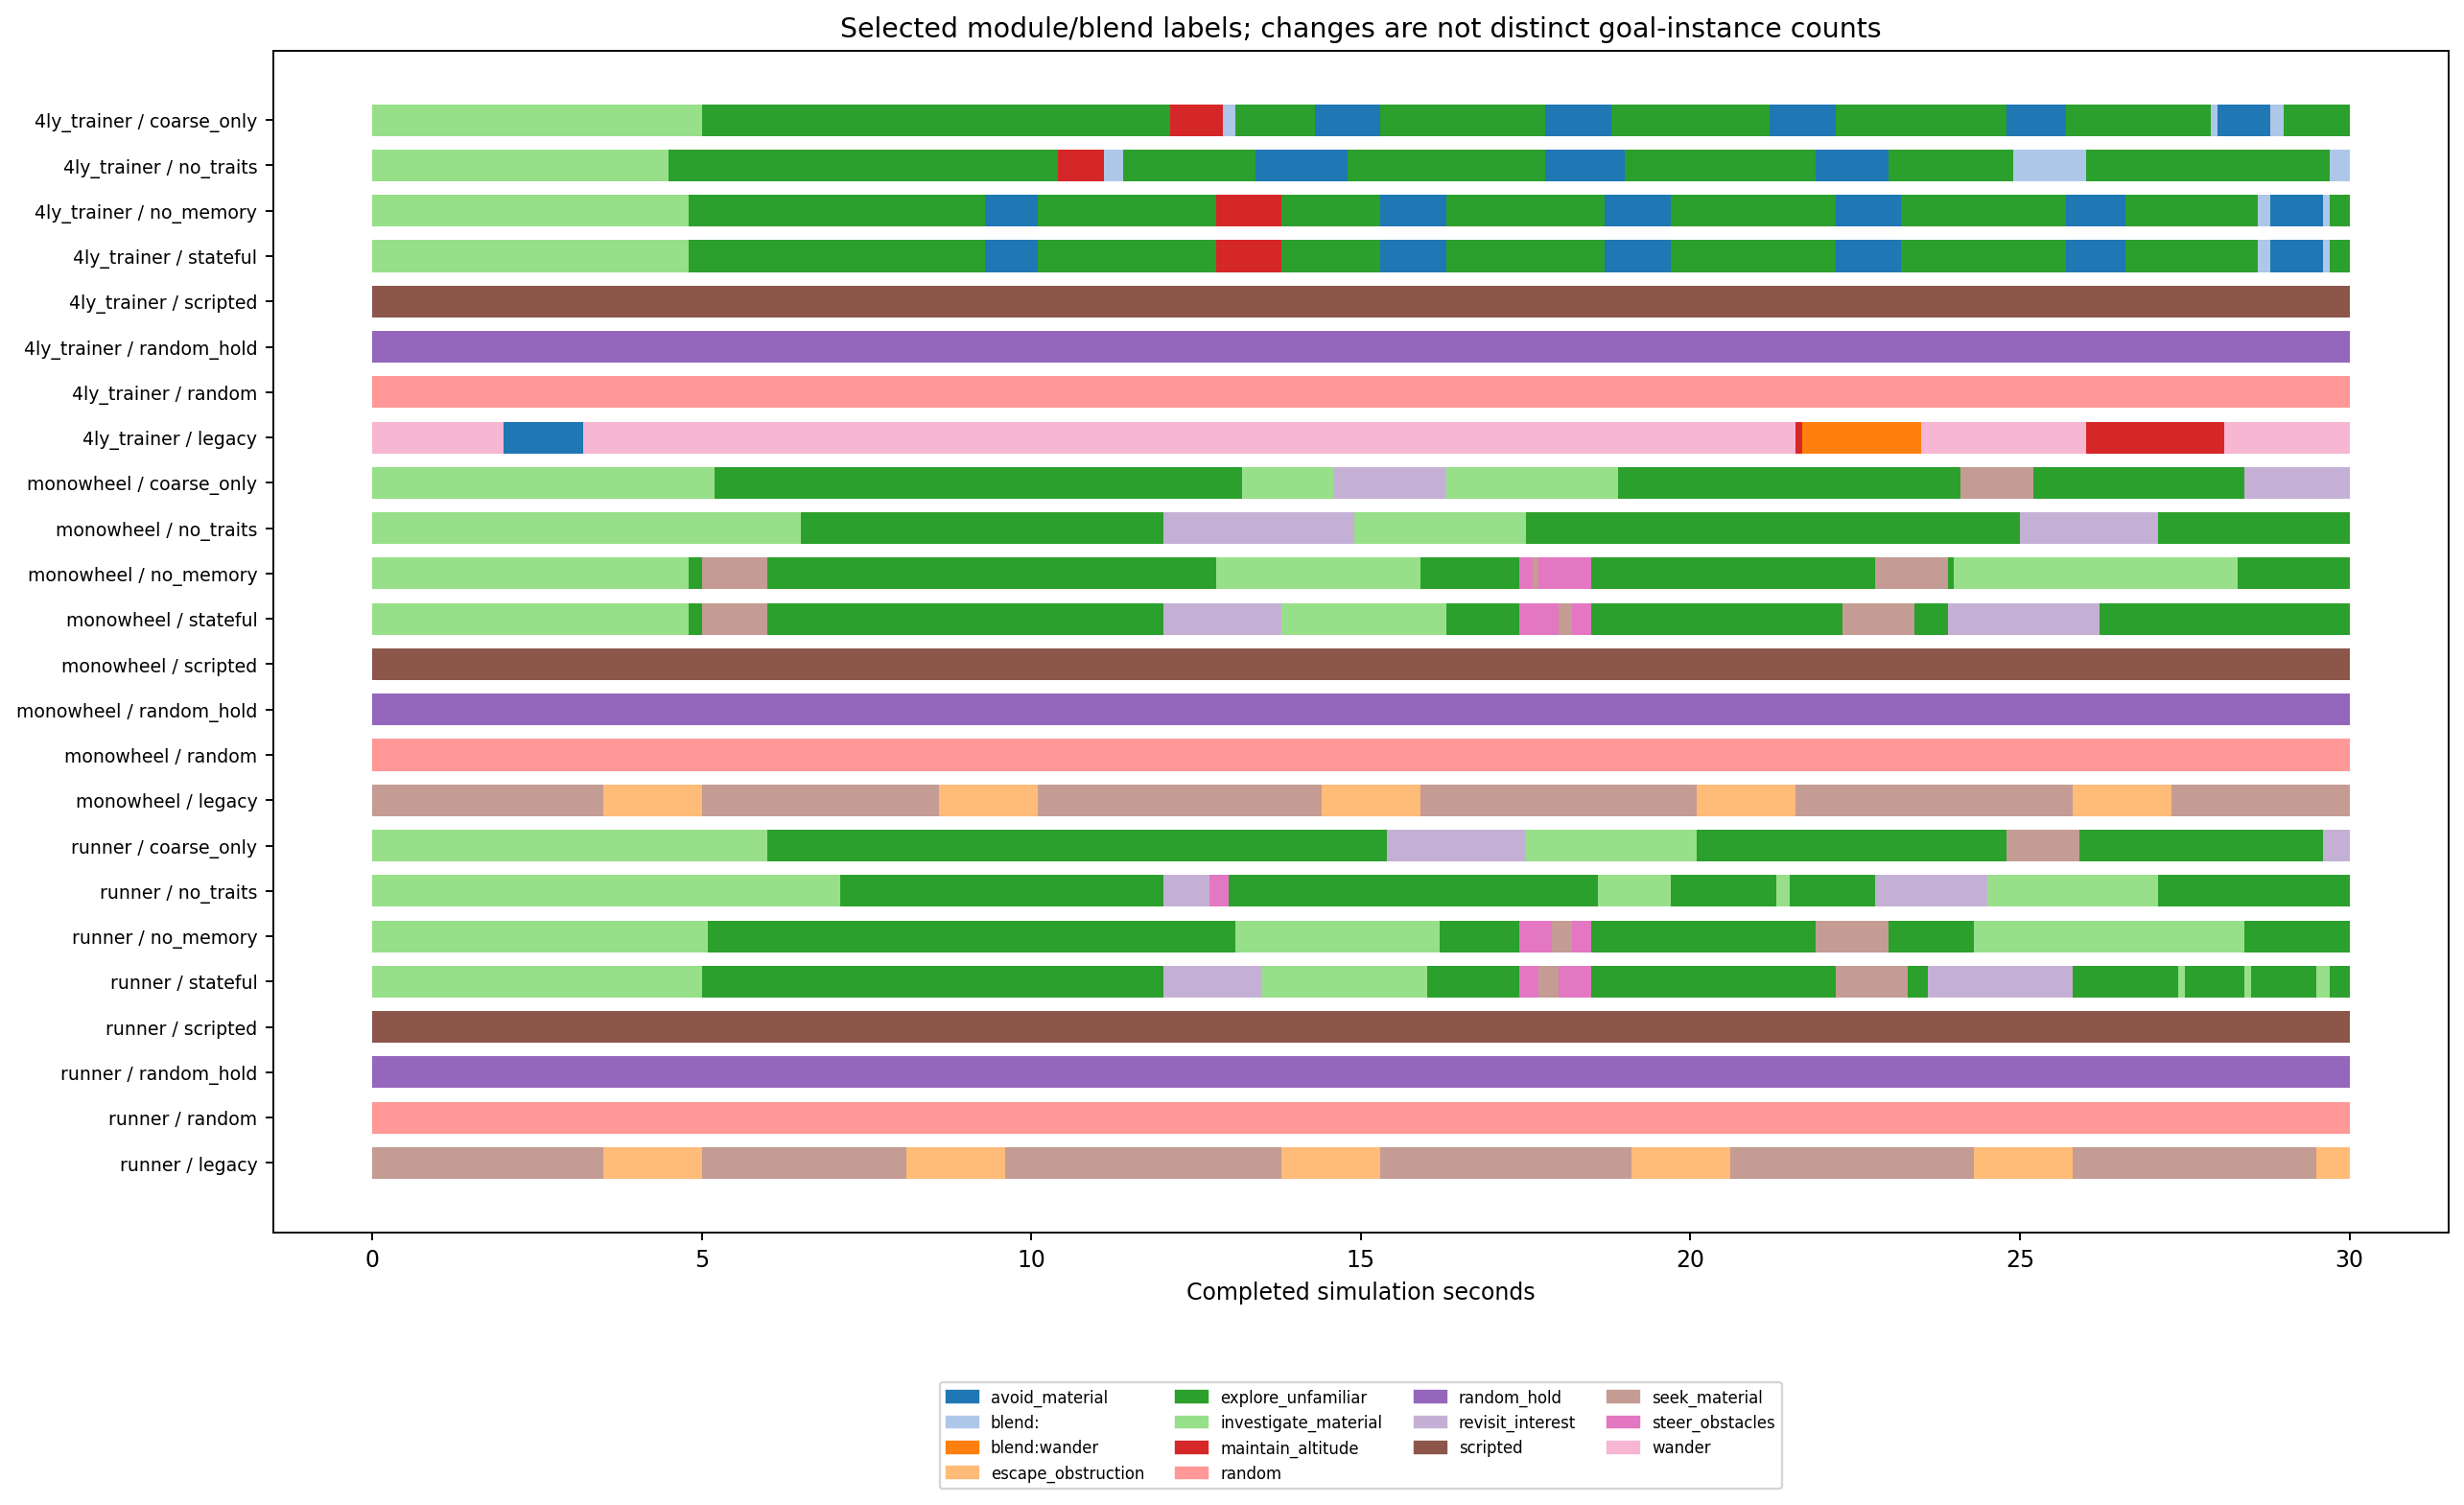 Selected module/blend labels; changes are not distinct goal-instance counts
4ly_trainer / coarse_only
4ly_trainer / no_traits
4ly_trainer / no_memory
4ly_trainer / stateful
4ly_trainer / scripted
4ly_trainer / random_hold
4ly_trainer / random
4ly_trainer / legacy
monowheel / coarse_only
monowheel / no_traits
monowheel / no_memory
monowheel / stateful
monowheel / scripted
monowheel / random_hold
monowheel / random
monowheel / legacy
runner / coarse_only
runner / no_traits
runner / no_memory
runner / stateful
runner / scripted
runner / random_hold
runner / random
runner / legacy
0 5 10 15 20 25 30
Completed simulation seconds
avoid_material explore_unfamiliar random_hold seek_material
blend: investigate_material revisit_interest steer_obstacles
blend:wander maintain_altitude scripted wander
escape_obstruction random